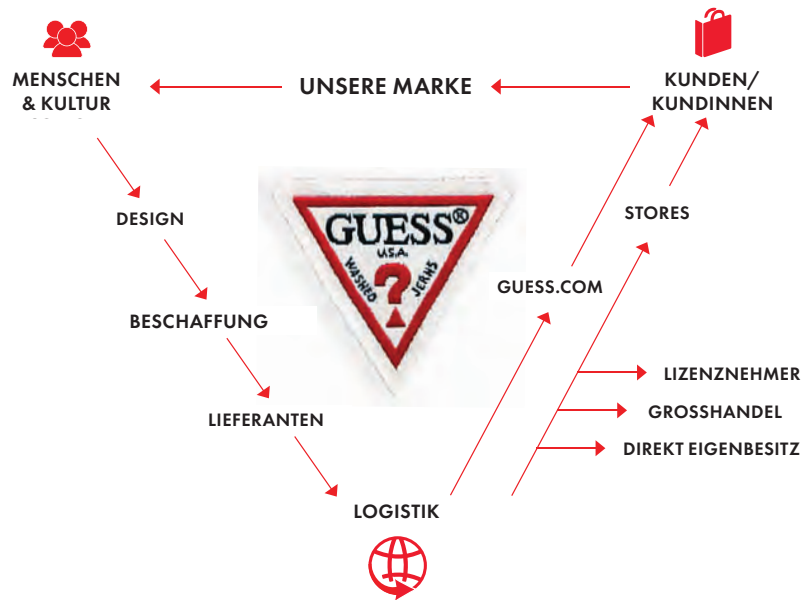 MENSCHEN
& KULTUR
UNSERE MARKE
KUNDEN/
KUNDINNEN
DESIGN
STORES
GUESS®
U.S.A.
WASHED
?
JEANS
GUESS.COM
BESCHAFFUNG
LIZENZNEHMER
GROSSHANDEL
LIEFERANTEN
DIREKT EIGENBESITZ
LOGISTIK